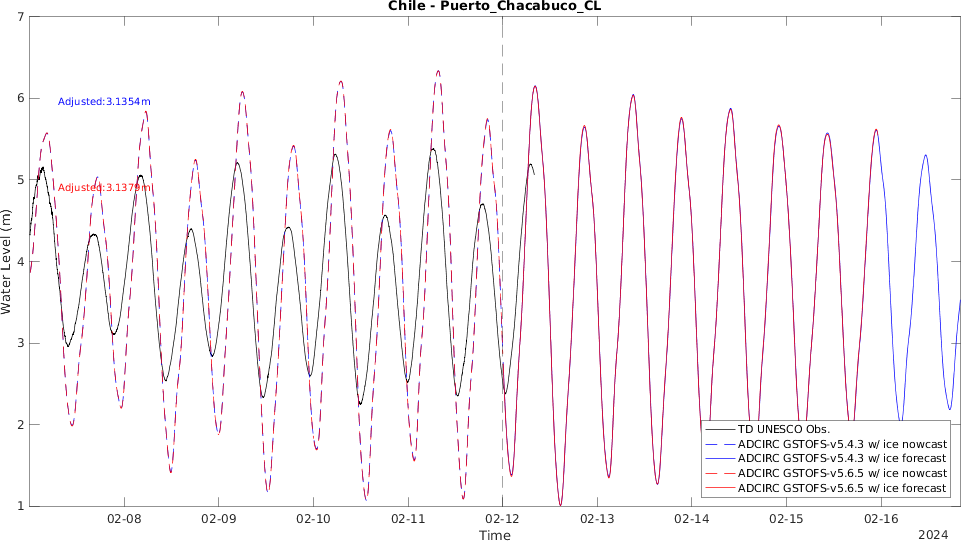 Chile - Puerto_Chacabuco_CL
7
6
5
4
3
2
1
Water Level (m)
Adjusted:3.1354m
Adjusted:3.1379m
TD UNESCO Obs.
ADCIRC GSTOFS-v5.4.3 w/ ice nowcast
ADCIRC GSTOFS-v5.4.3 w/ ice forecast
ADCIRC GSTOFS-v5.6.5 w/ ice nowcast
ADCIRC GSTOFS-v5.6.5 w/ ice forecast
02-08 02-09 02-10 02-11 02-12 02-13 02-14 02-15 02-16
Time
2024